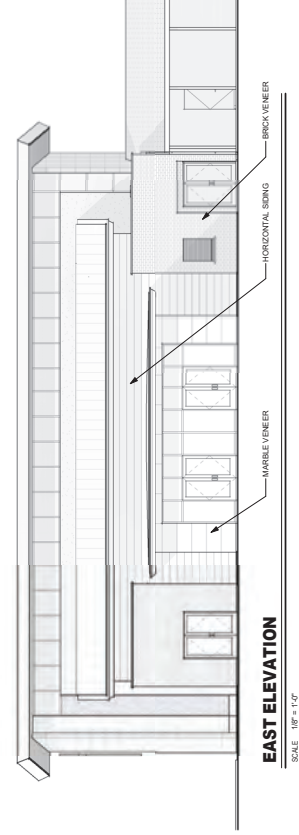 BRICK VENEER
HORIZONTAL SIDING
MARBLE VENEER
EAST ELEVATION
SCALE 1/8" = 1'-0"